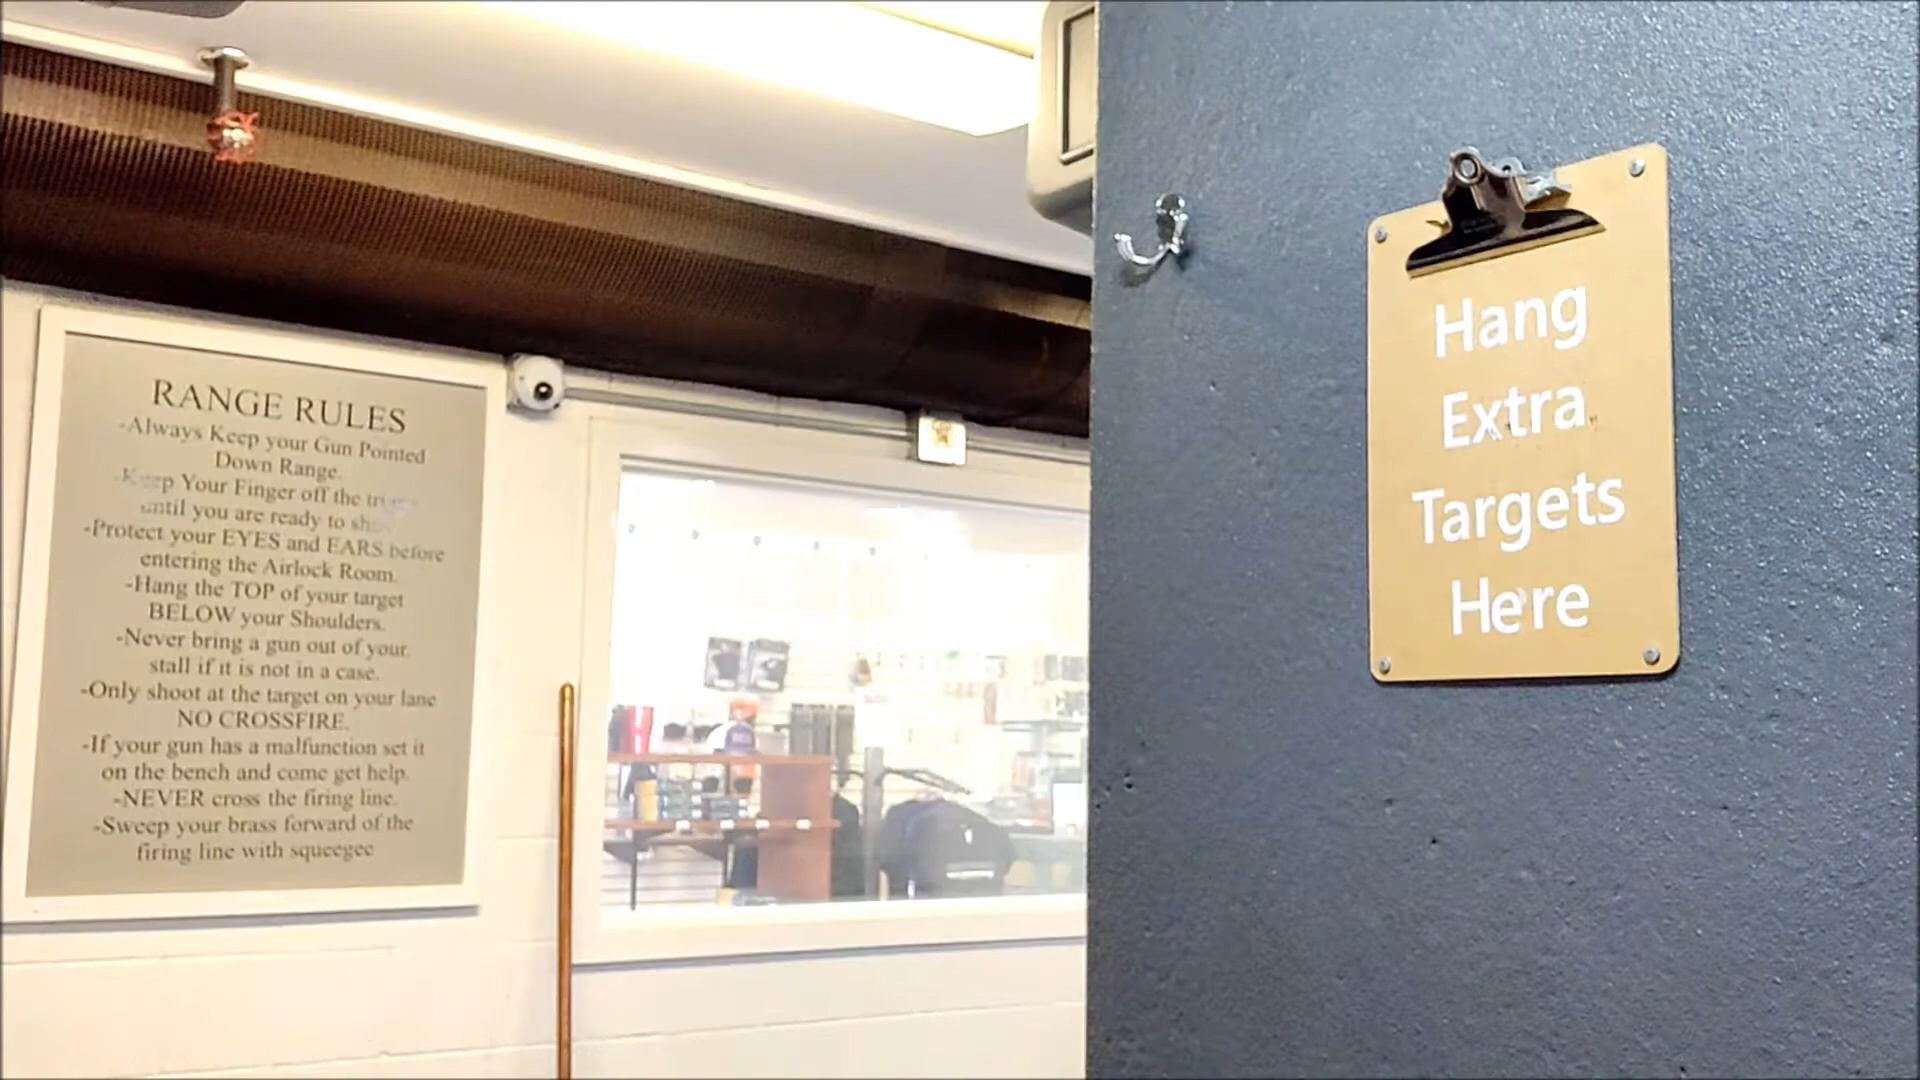 RANGE RULES
-Always Keep your Gun Pointed
Down Range.
-Keep Your Finger off the
until you are ready to
-Protect your EYES and EARS before
entering the Airlock Room.
-Hang the TOP of your target
BELOW your Shoulders.
-Never bring a gun out of your
stall if it is not in a case.
-Only shoot at the target on your lane
NO CROSSFIRE.
-If your gun has a malfunction set it
on the bench and come get help.
-NEVER cross the firing line.
-Sweep your brass forward of the
firing line with squeegee
Hang
Extra
Targets
Here